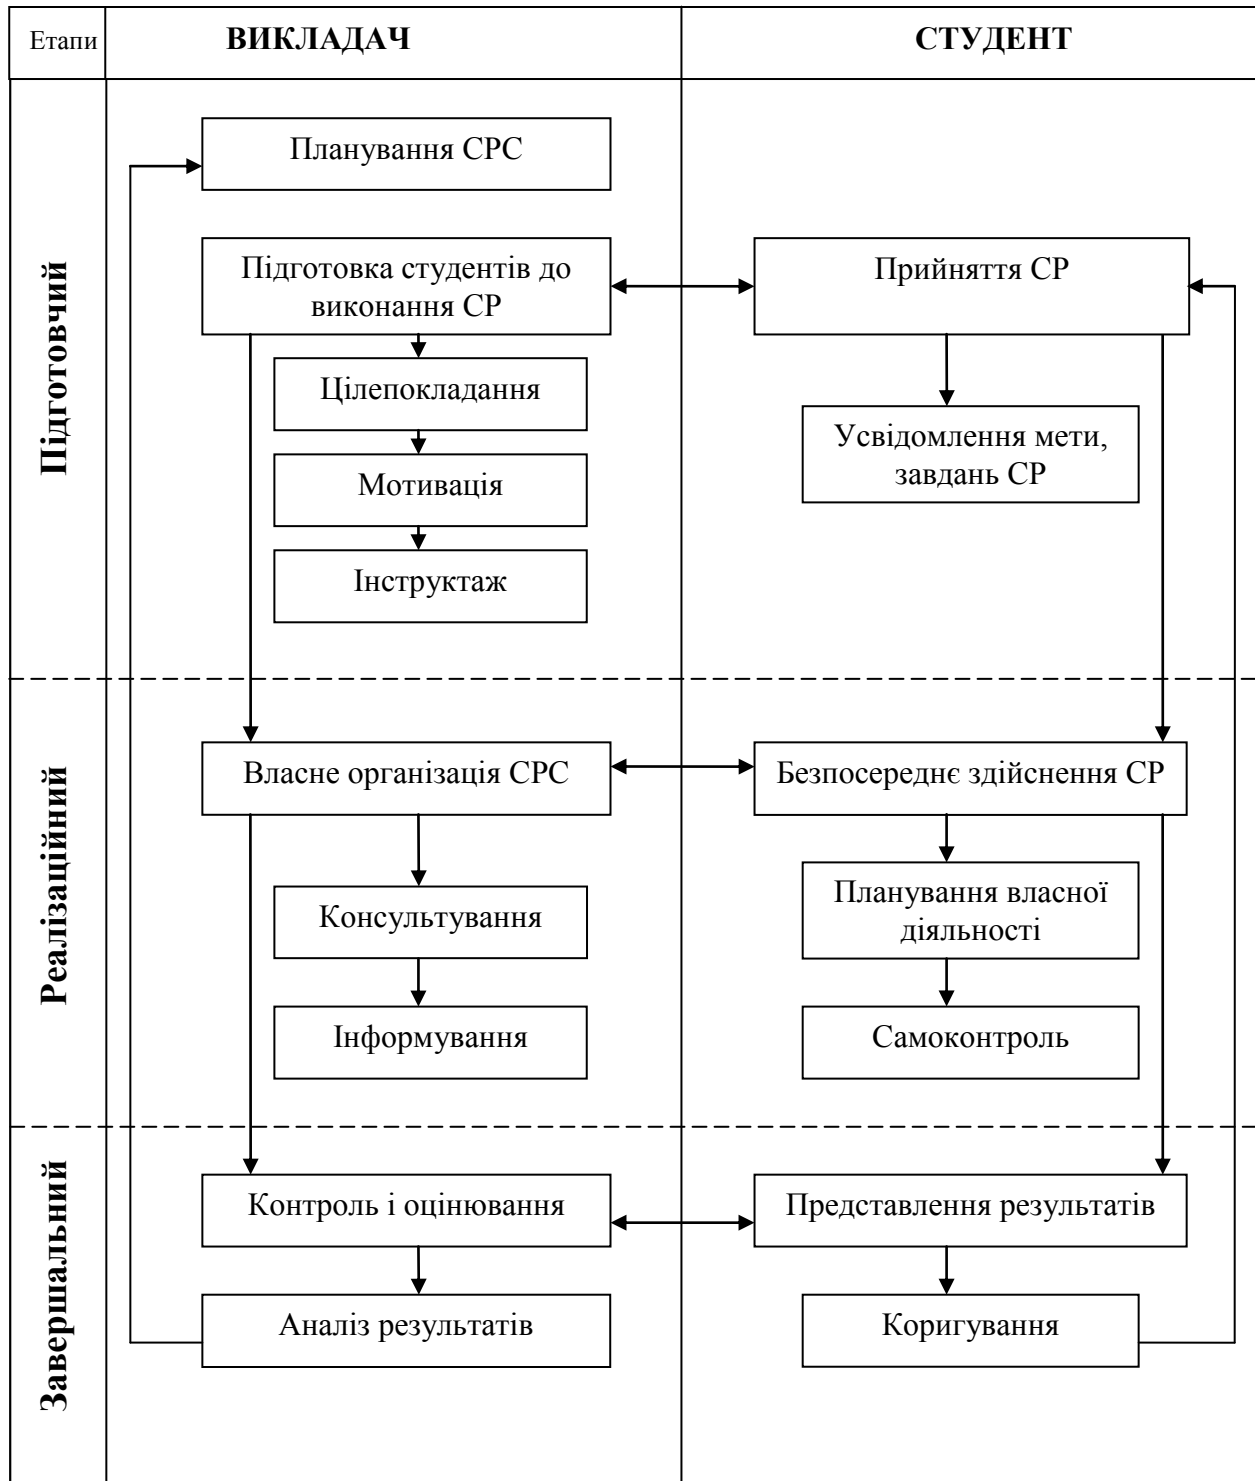 Етапи
ВИКЛАДАЧ
СТУДЕНТ
Підготовчий
Планування СРС
Підготовка студентів до
виконання СР
Прийняття СР
Цілепокладання
Усвідомлення мети,
завдань СР
Мотивація
Інструктаж
Реалізаційний
Власне організація СРС
Безпосереднє здійснення СР
Консультування
Планування власної
діяльності
Інформування
Самоконтроль
Завершальний
Контроль і оцінювання
Представлення результатів
Аналіз результатів
Коригування